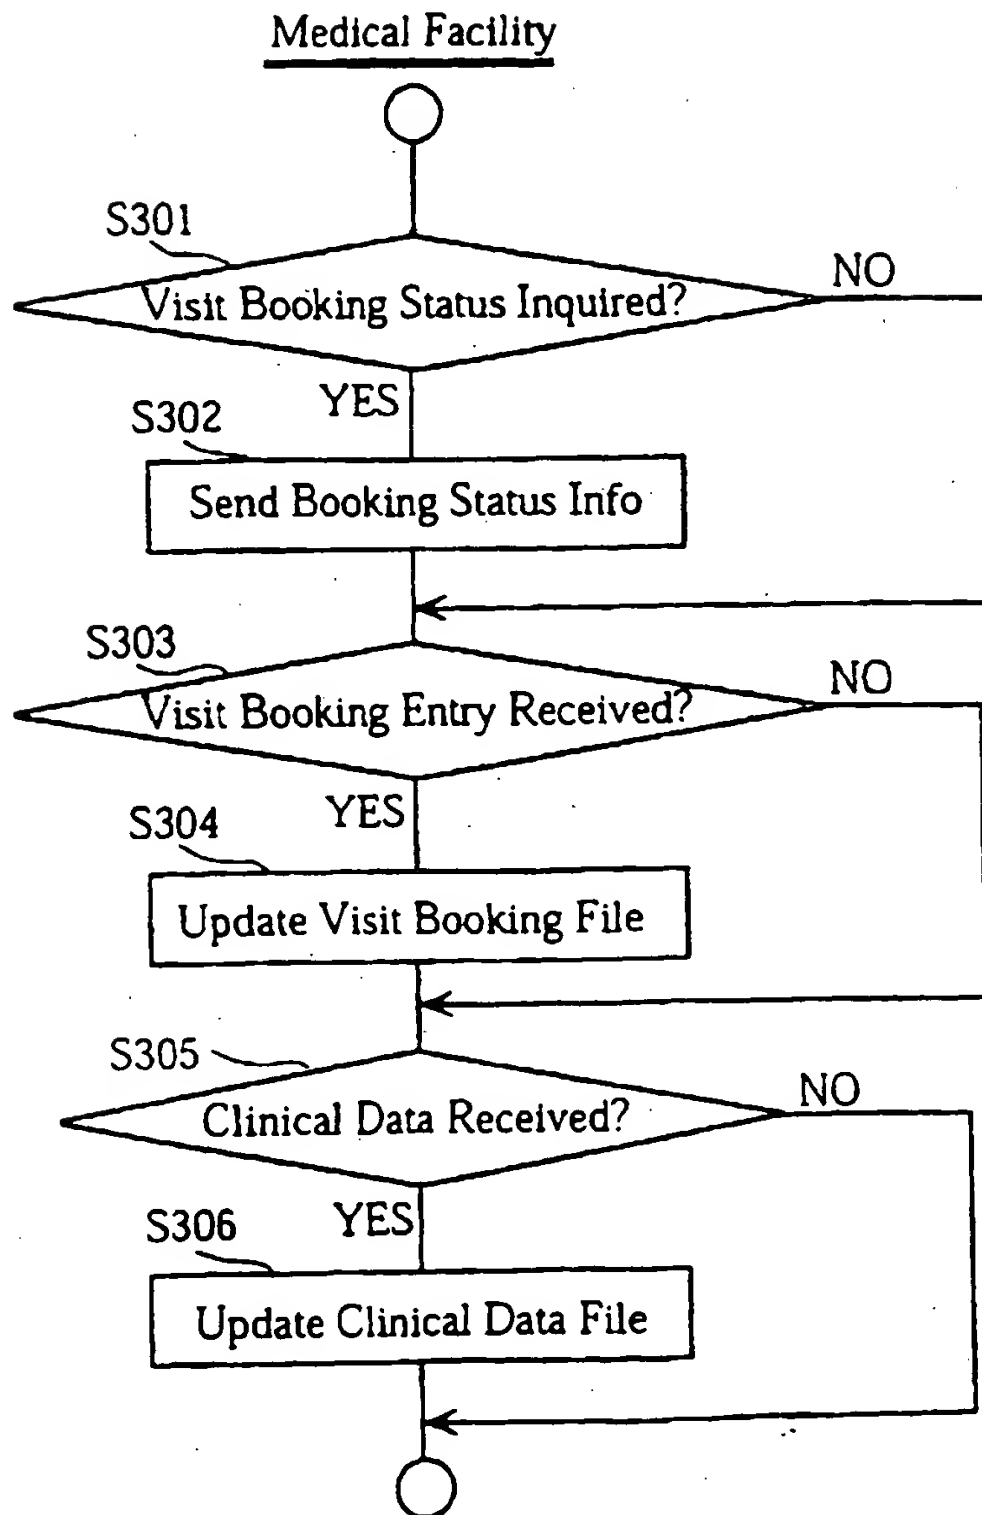 Medical Facility
S301
Visit Booking Status Inquired?
NO
YES
S302
Send Booking Status Info
S303
Visit Booking Entry Received?
NO
YES
S304
Update Visit Booking File
S305
Clinical Data Received?
NO
YES
S306
Update Clinical Data File